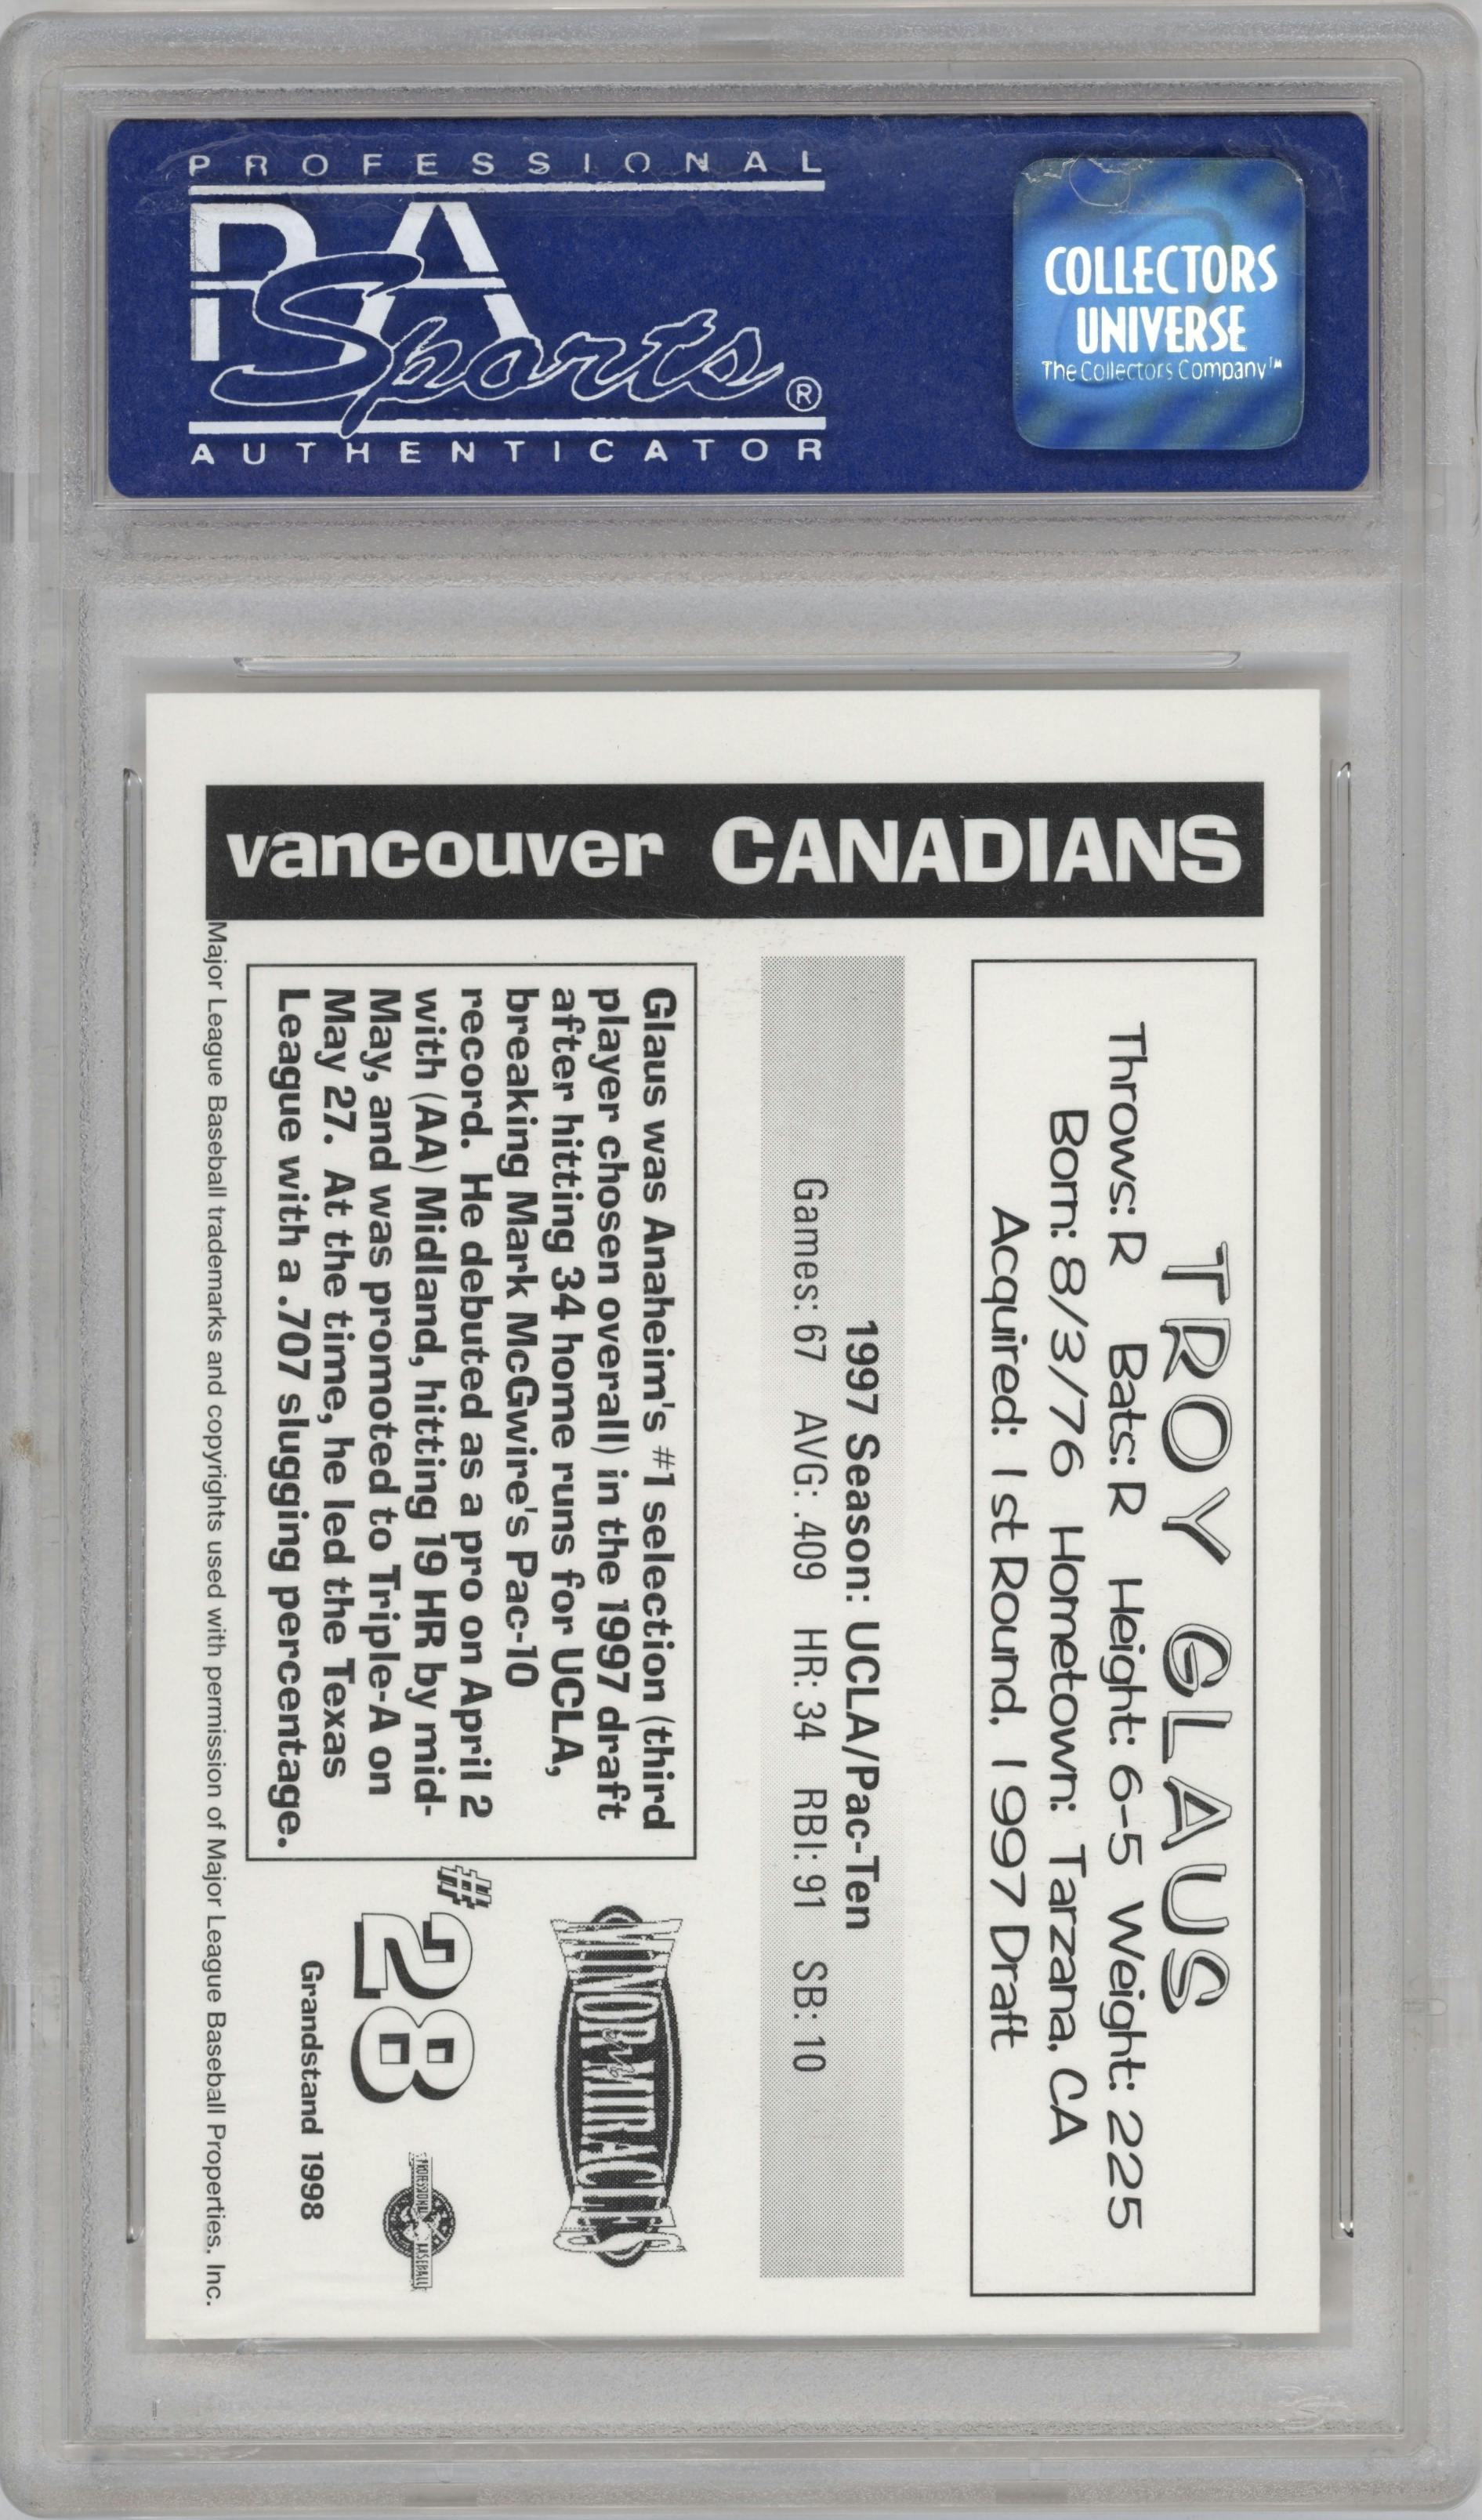 PROFESSIONAL
PSA
Sports®
AUTHENTICATOR
COLLECTORS
UNIVERSE
The Collectors Company™
vancouver CANADIANS
TROY GLAUS
Throws: R Bats: R Height: 6-5 Weight: 225
Born: 8/3/76 Hometown: Tarzana, CA
Acquired: 1st Round, 1997 Draft
1997 Season: UCLA/Pac-Ten
Games: 67 AVG: .409 HR: 34 RBI: 91 SB: 10
Glaus was Anaheim's #1 selection (third
player chosen overall) in the 1997 draft
after hitting 34 home runs for UCLA,
breaking Mark McGwire's Pac-10
record. He debuted as a pro on April 2
with (AA) Midland, hitting 19 HR by mid-
May, and was promoted to Triple-A on
May 27. At the time, he led the Texas
League with a .707 slugging percentage.
MINOR MIRACLES
#28
PROFESSIONAL BASEBALL
Grandstand 1998
Major League Baseball trademarks and copyrights used with permission of Major League Baseball Properties. Inc.